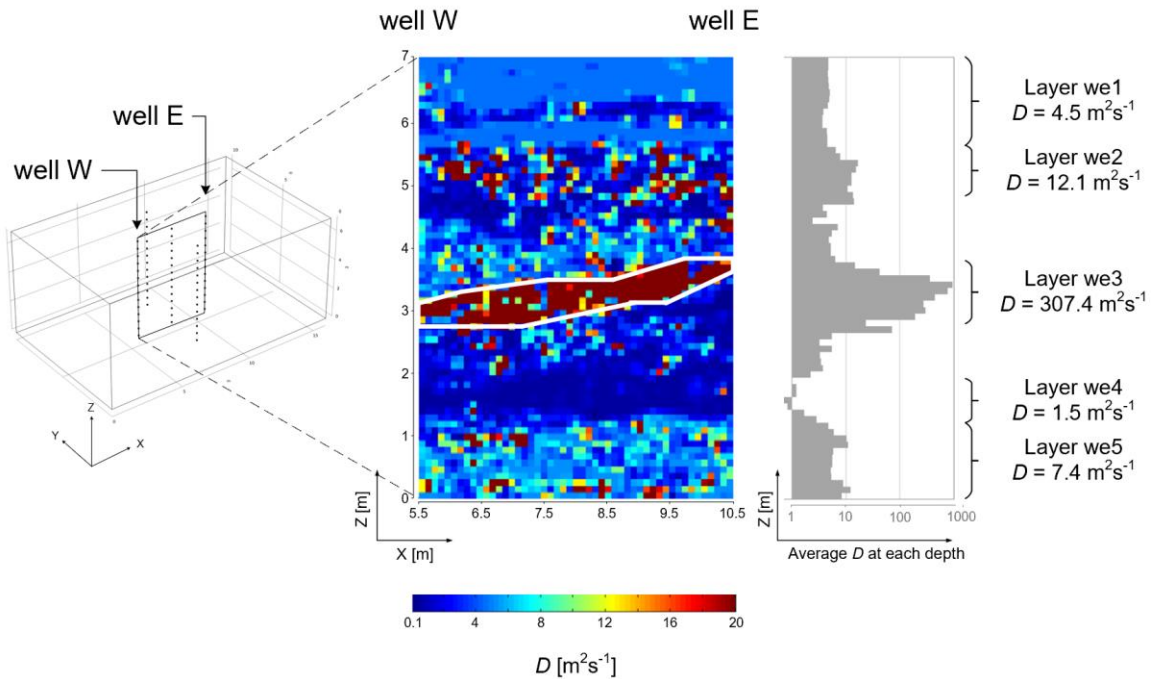 well W
well E
well E
well W
Z
Y
X
7
6
5
4
3
2
1
0
5.5 6.5 7.5 8.5 9.5 10.5
Z [m]
X [m]
Layer we1
D = 4.5 m²s⁻¹
Layer we2
D = 12.1 m²s⁻¹
Layer we3
D = 307.4 m²s⁻¹
Layer we4
D = 1.5 m²s⁻¹
Layer we5
D = 7.4 m²s⁻¹
1 10 100 1000
Z [m]
Average D at each depth
0.1 4 8 12 16 20
D [m²s⁻¹]